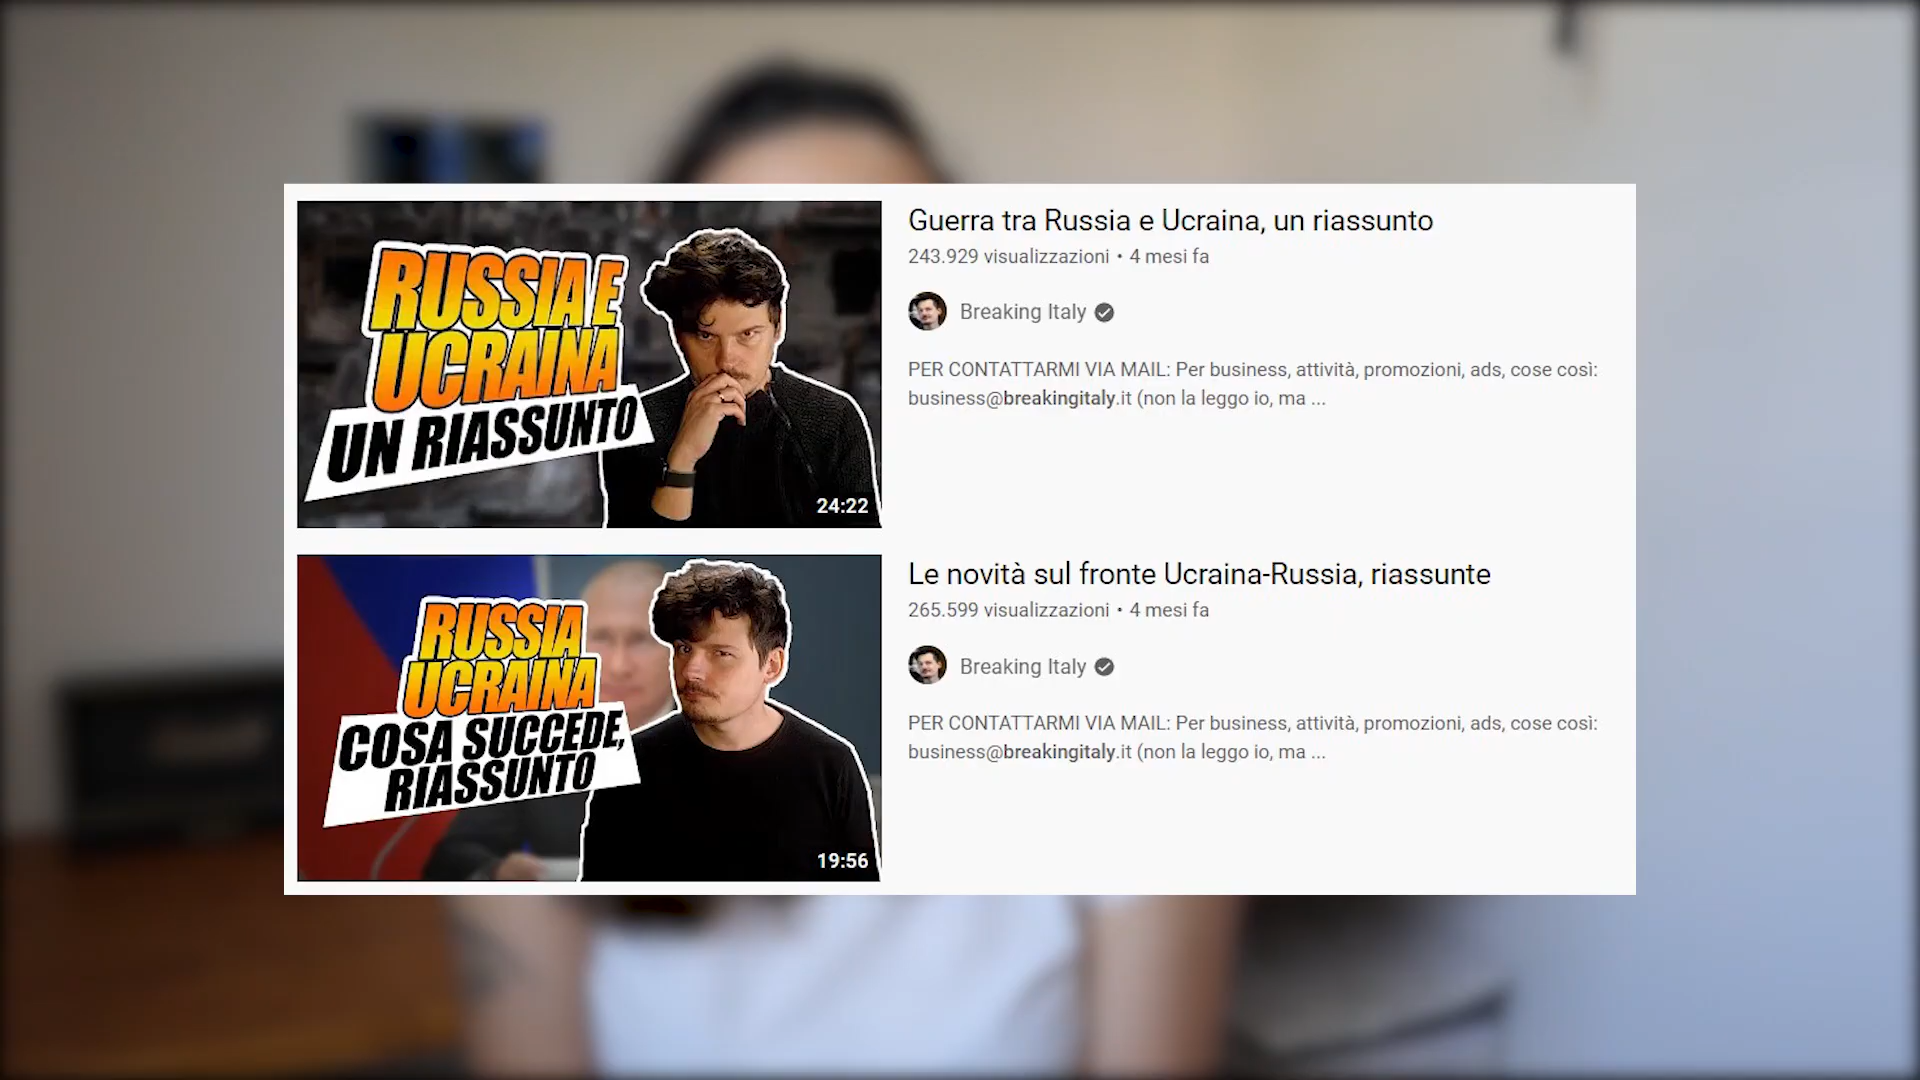 RUSSIA E
UCRAINA
UN RIASSUNTO
24:22
Guerra tra Russia e Ucraina, un riassunto
243.929 visualizzazioni • 4 mesi fa
Breaking Italy
PER CONTATTARMI VIA MAIL: Per business, attività, promozioni, ads, cose così:
business@breakingitaly.it (non la leggo io, ma ...
RUSSIA
UCRAINA
COSA SUCCEDE,
RIASSUNTO
19:56
Le novità sul fronte Ucraina-Russia, riassunte
265.599 visualizzazioni • 4 mesi fa
Breaking Italy
PER CONTATTARMI VIA MAIL: Per business, attività, promozioni, ads, cose così:
business@breakingitaly.it (non la leggo io, ma ...